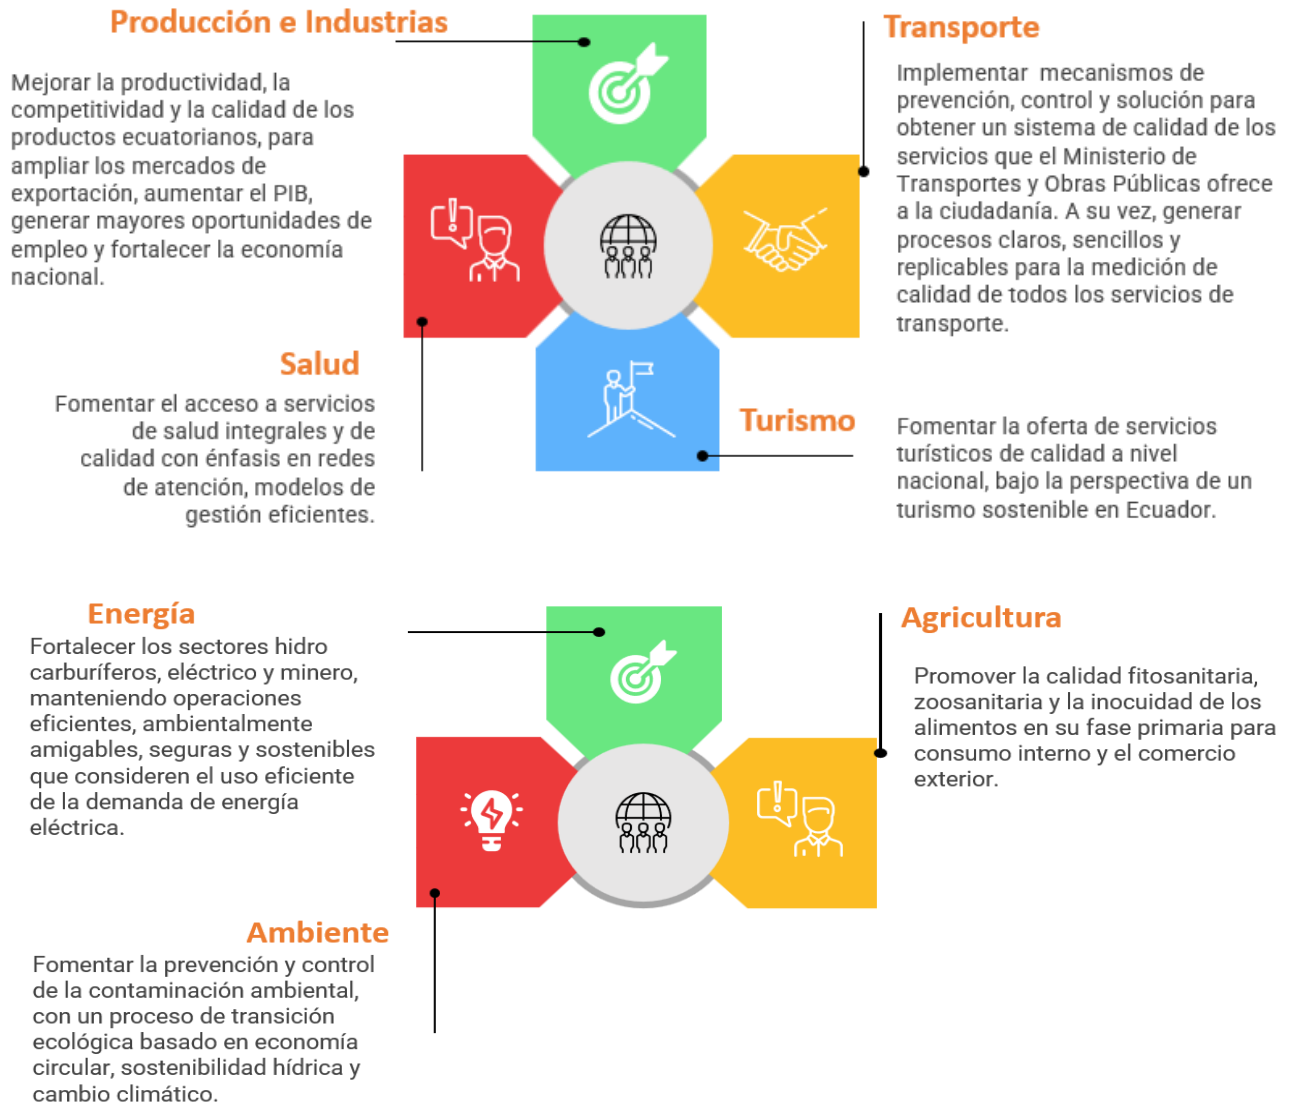 Producción e Industrias
Mejorar la productividad, la
competitividad y la calidad de los
productos ecuatorianos, para
ampliar los mercados de
exportación, aumentar el PIB,
generar mayores oportunidades de
empleo y fortalecer la economía
nacional.
Transporte
Implementar mecanismos de
prevención, control y solución para
obtener un sistema de calidad de los
servicios que el Ministerio de
Transportes y Obras Públicas ofrece
a la ciudadanía. A su vez, generar
procesos claros, sencillos y
replicables para la medición de
calidad de todos los servicios de
transporte.
Salud
Fomentar el acceso a servicios
de salud integrales y de
calidad con énfasis en redes
de atención, modelos de
gestión eficientes.
Turismo
Fomentar la oferta de servicios
turísticos de calidad a nivel
nacional, bajo la perspectiva de un
turismo sostenible en Ecuador.
Energía
Fortalecer los sectores hidro
carburíferos, eléctrico y minero,
manteniendo operaciones
eficientes, ambientalmente
amigables, seguras y sostenibles
que consideren el uso eficiente
de la demanda de energía
eléctrica.
Agricultura
Promover la calidad fitosanitaria,
zoosanitaria y la inocuidad de los
alimentos en su fase primaria para
consumo interno y el comercio
exterior.
Ambiente
Fomentar la prevención y control
de la contaminación ambiental,
con un proceso de transición
ecológica basado en economía
circular, sostenibilidad hídrica y
cambio climático.